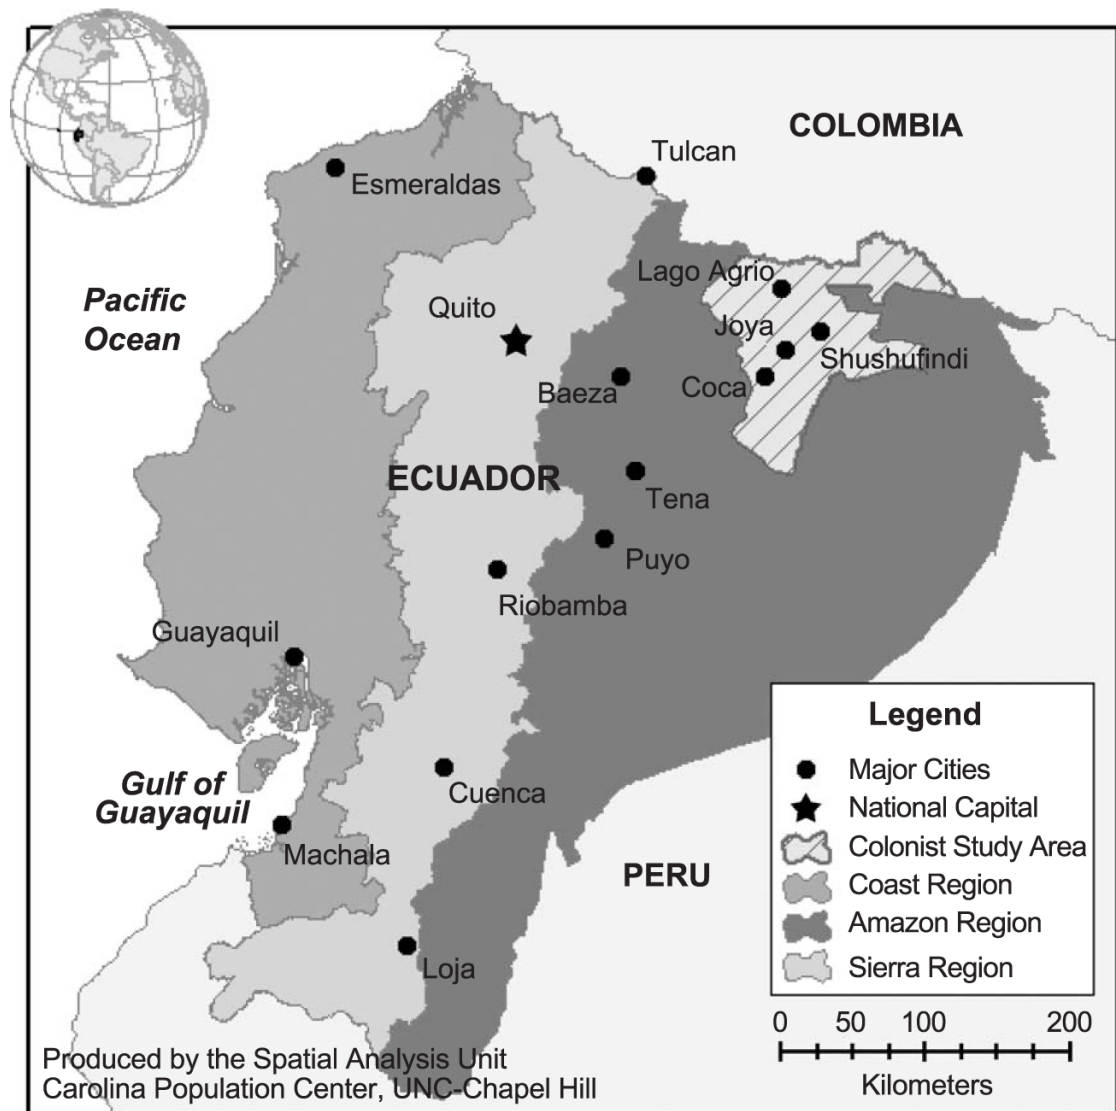 COLOMBIA
Tulcan
Esmeraldas
Lago Agrio
Pacific
Ocean
Quito
Joya
Shushufindi
Baeza
Coca
ECUADOR
Tena
Puyo
Riobamba
Guayaquil
Gulf of
Guayaquil
Cuenca
Machala
PERU
Loja
Legend
Major Cities
National Capital
Colonist Study Area
Coast Region
Amazon Region
Sierra Region
0 50 100 200
Kilometers
Produced by the Spatial Analysis Unit
Carolina Population Center, UNC-Chapel Hill